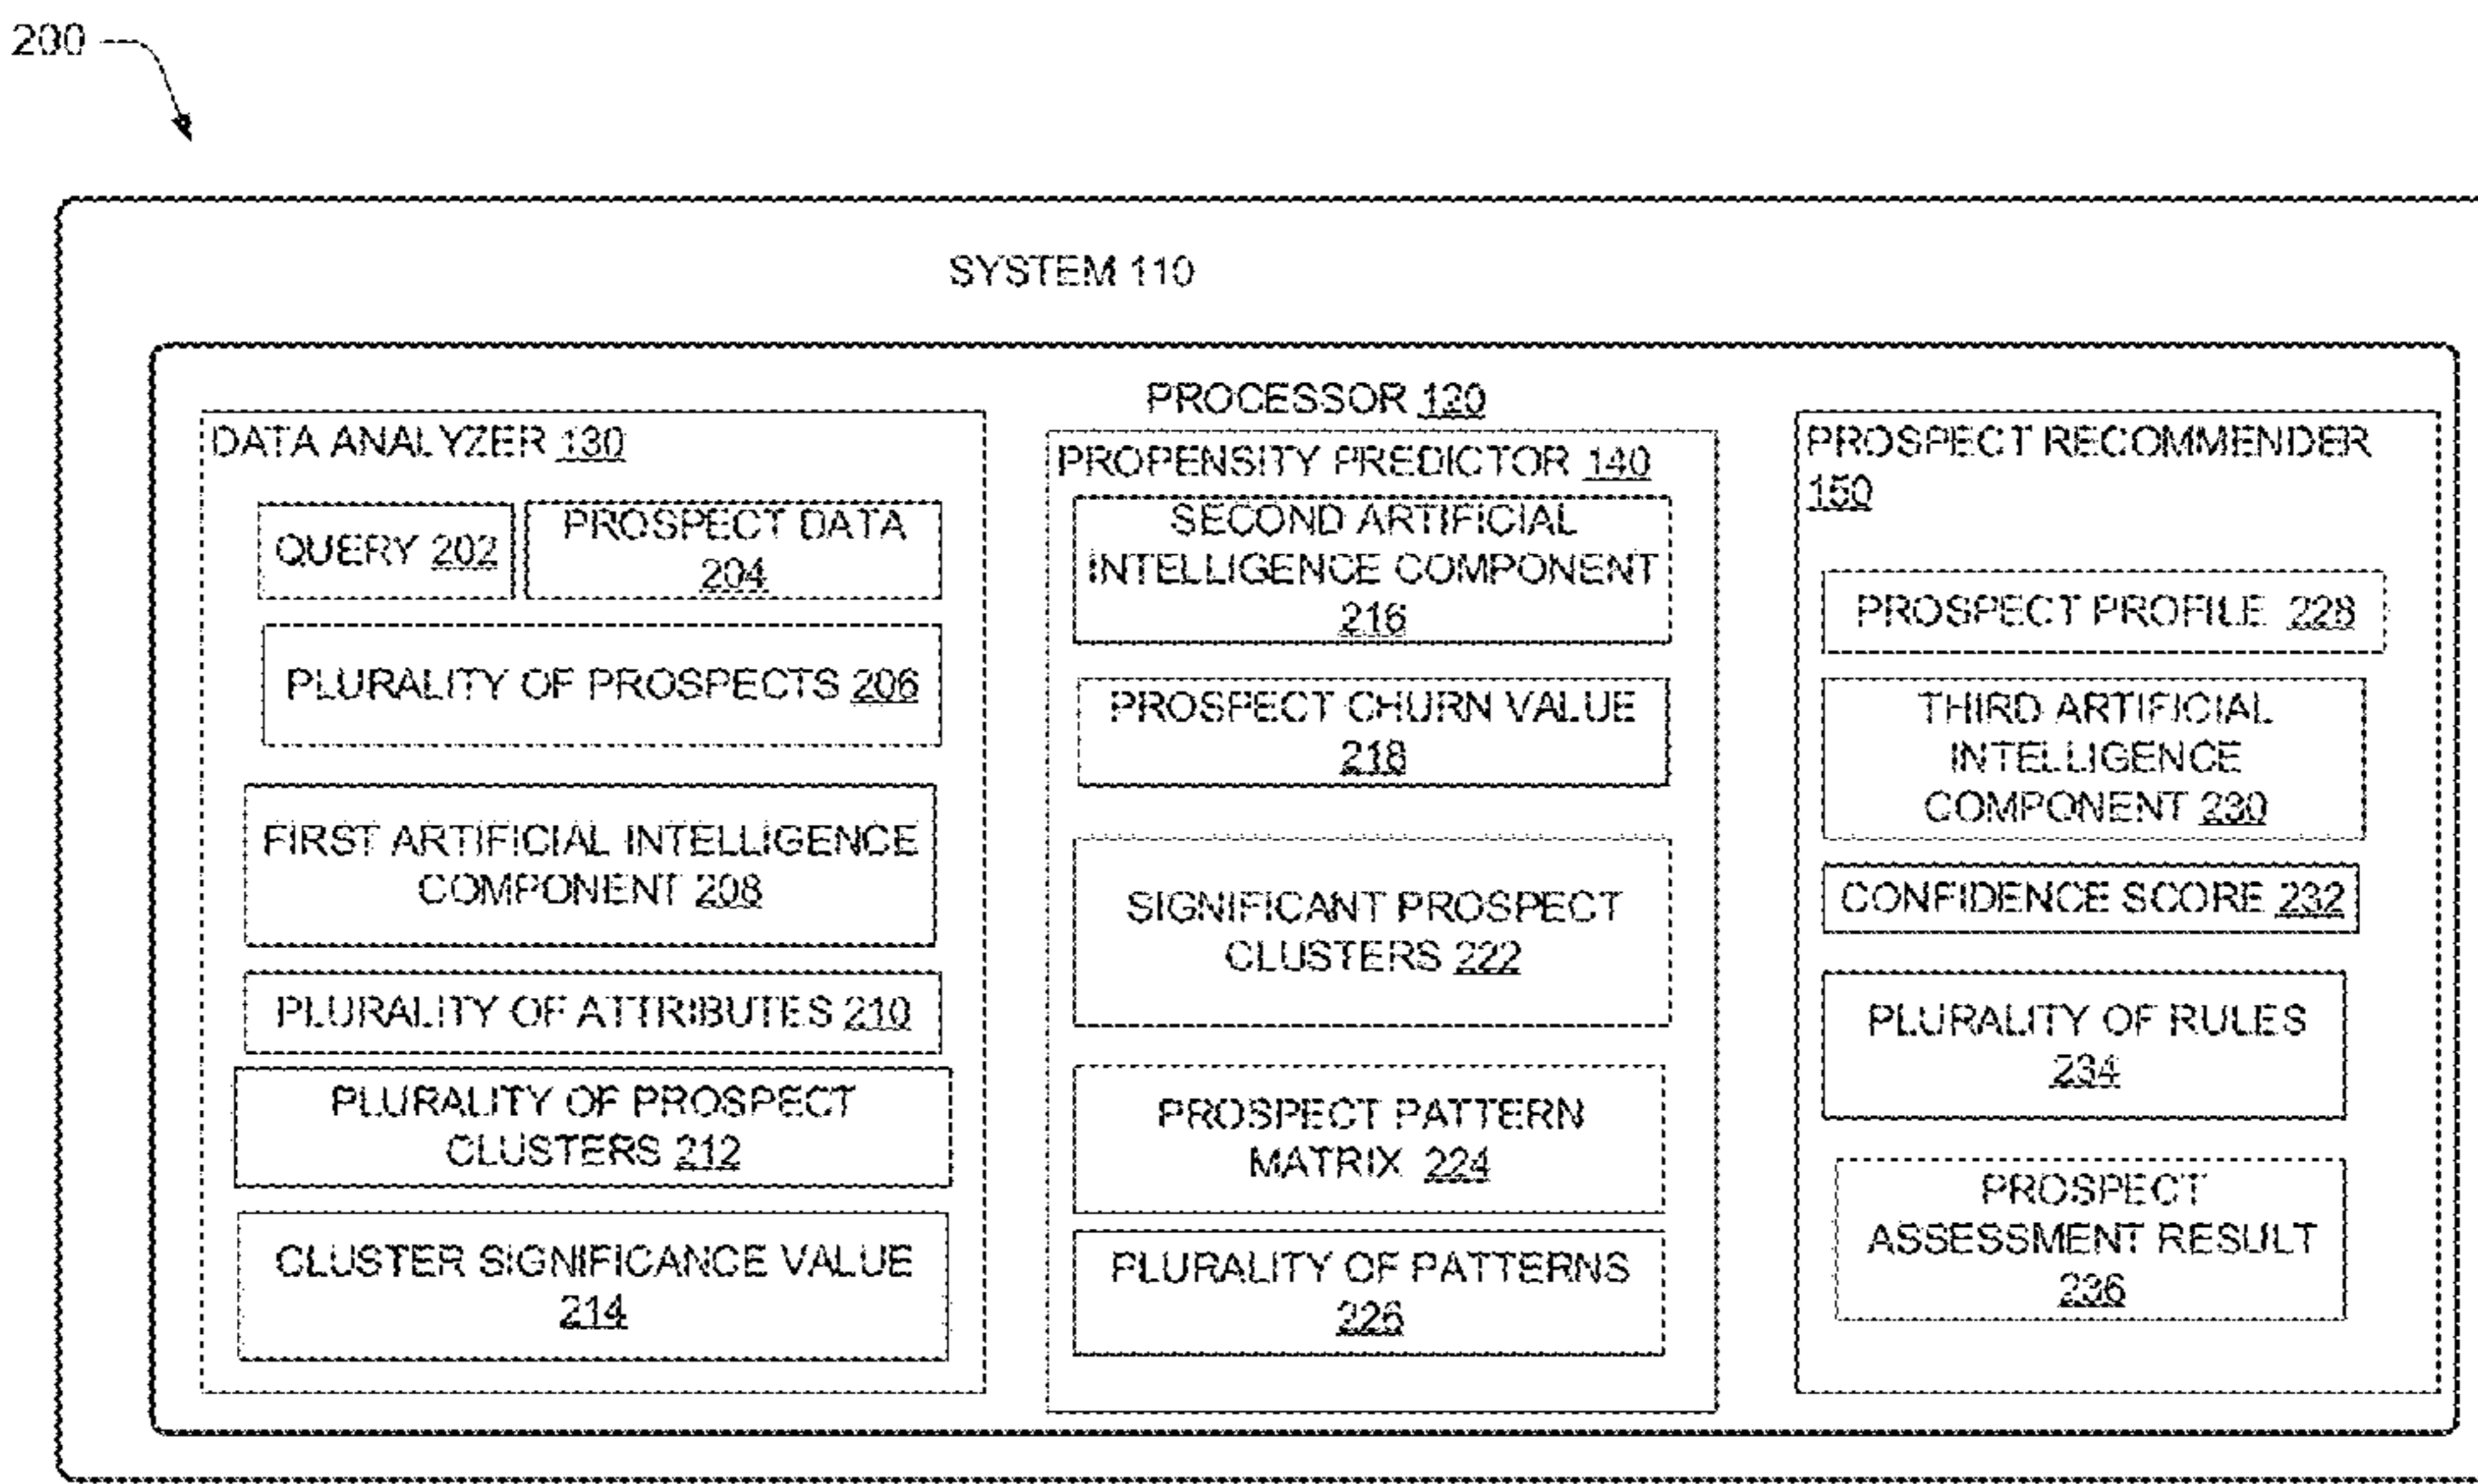 200
SYSTEM 110
PROCESSOR 120
DATA ANALYZER 130
QUERY 202
PROSPECT DATA
204
PLURALITY OF PROSPECTS 206
FIRST ARTIFICIAL INTELLIGENCE
COMPONENT 208
PLURALITY OF ATTRIBUTES 210
PLURALITY OF PROSPECT
CLUSTERS 212
CLUSTER SIGNIFICANCE VALUE
214
PROPENSITY PREDICTOR 140
SECOND ARTIFICIAL
INTELLIGENCE COMPONENT
216
PROSPECT CHURN VALUE
218
SIGNIFICANT PROSPECT
CLUSTERS 222
PROSPECT PATTERN
MATRIX 224
PLURALITY OF PATTERNS
226
PROSPECT RECOMMENDER
150
PROSPECT PROFILE 228
THIRD ARTIFICIAL
INTELLIGENCE
COMPONENT 230
CONFIDENCE SCORE 232
PLURALITY OF RULES
234
PROSPECT
ASSESSMENT RESULT
236